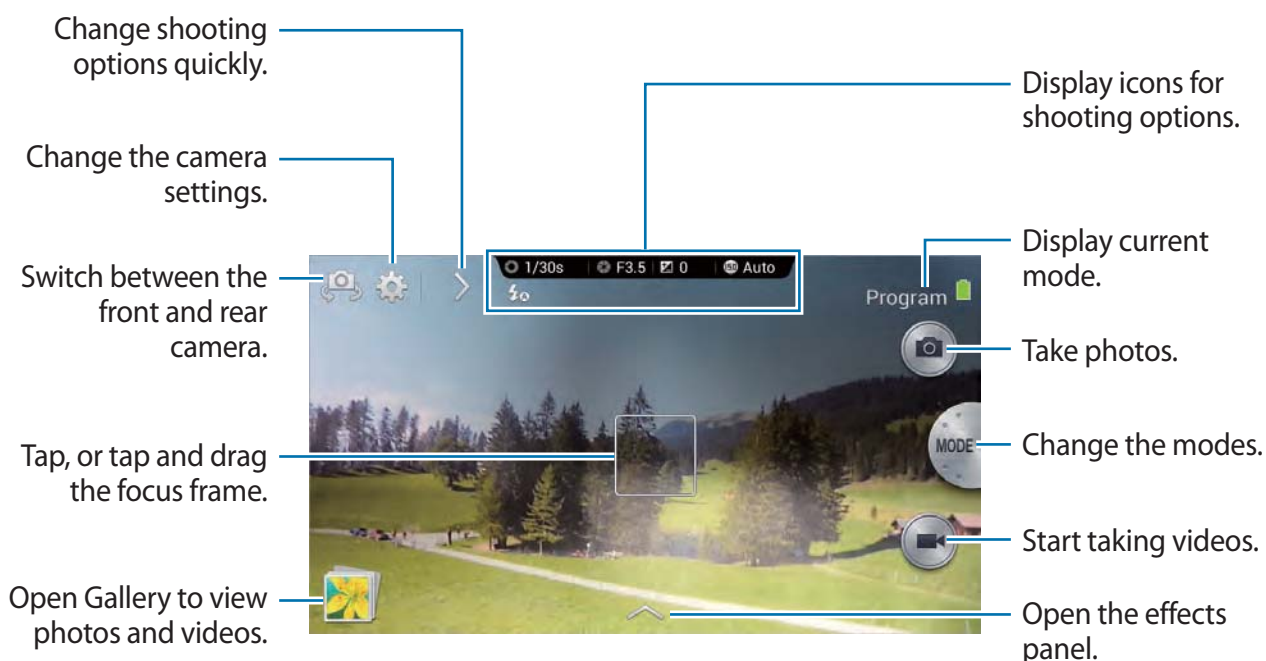 Change shooting
options quickly.
Change the camera
settings.
Switch between the
front and rear
camera.
Tap, or tap and drag
the focus frame.
Open Gallery to view
photos and videos.
1/30s F3.5 0 ISO Auto
Program
MODE
Display icons for
shooting options.
Display current
mode.
Take photos.
Change the modes.
Start taking videos.
Open the effects
panel.